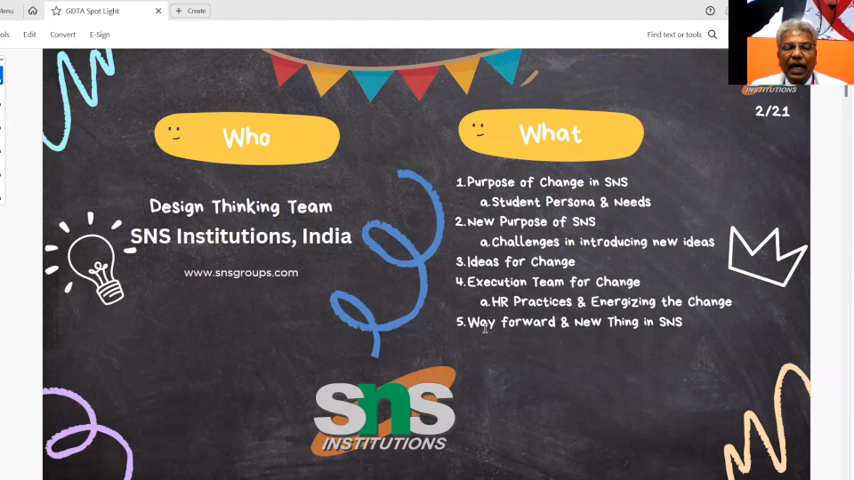 Menu
GDTA Spot Light
Create
Edit
Convert
E-Sign
Find text or tools
INSTITUTIONS
2/21
Who
What
Design Thinking Team
SNS Institutions, India
www.snsgroups.com
1.Purpose of Change in SNS
a.Student Persona & Needs
2.New Purpose of SNS
a.Challenges in introducing new ideas
3.Ideas for Change
4.Execution Team for Change
a.HR Practices & Energizing the Change
5.Way forward & New Thing in SNS
sns
INSTITUTIONS